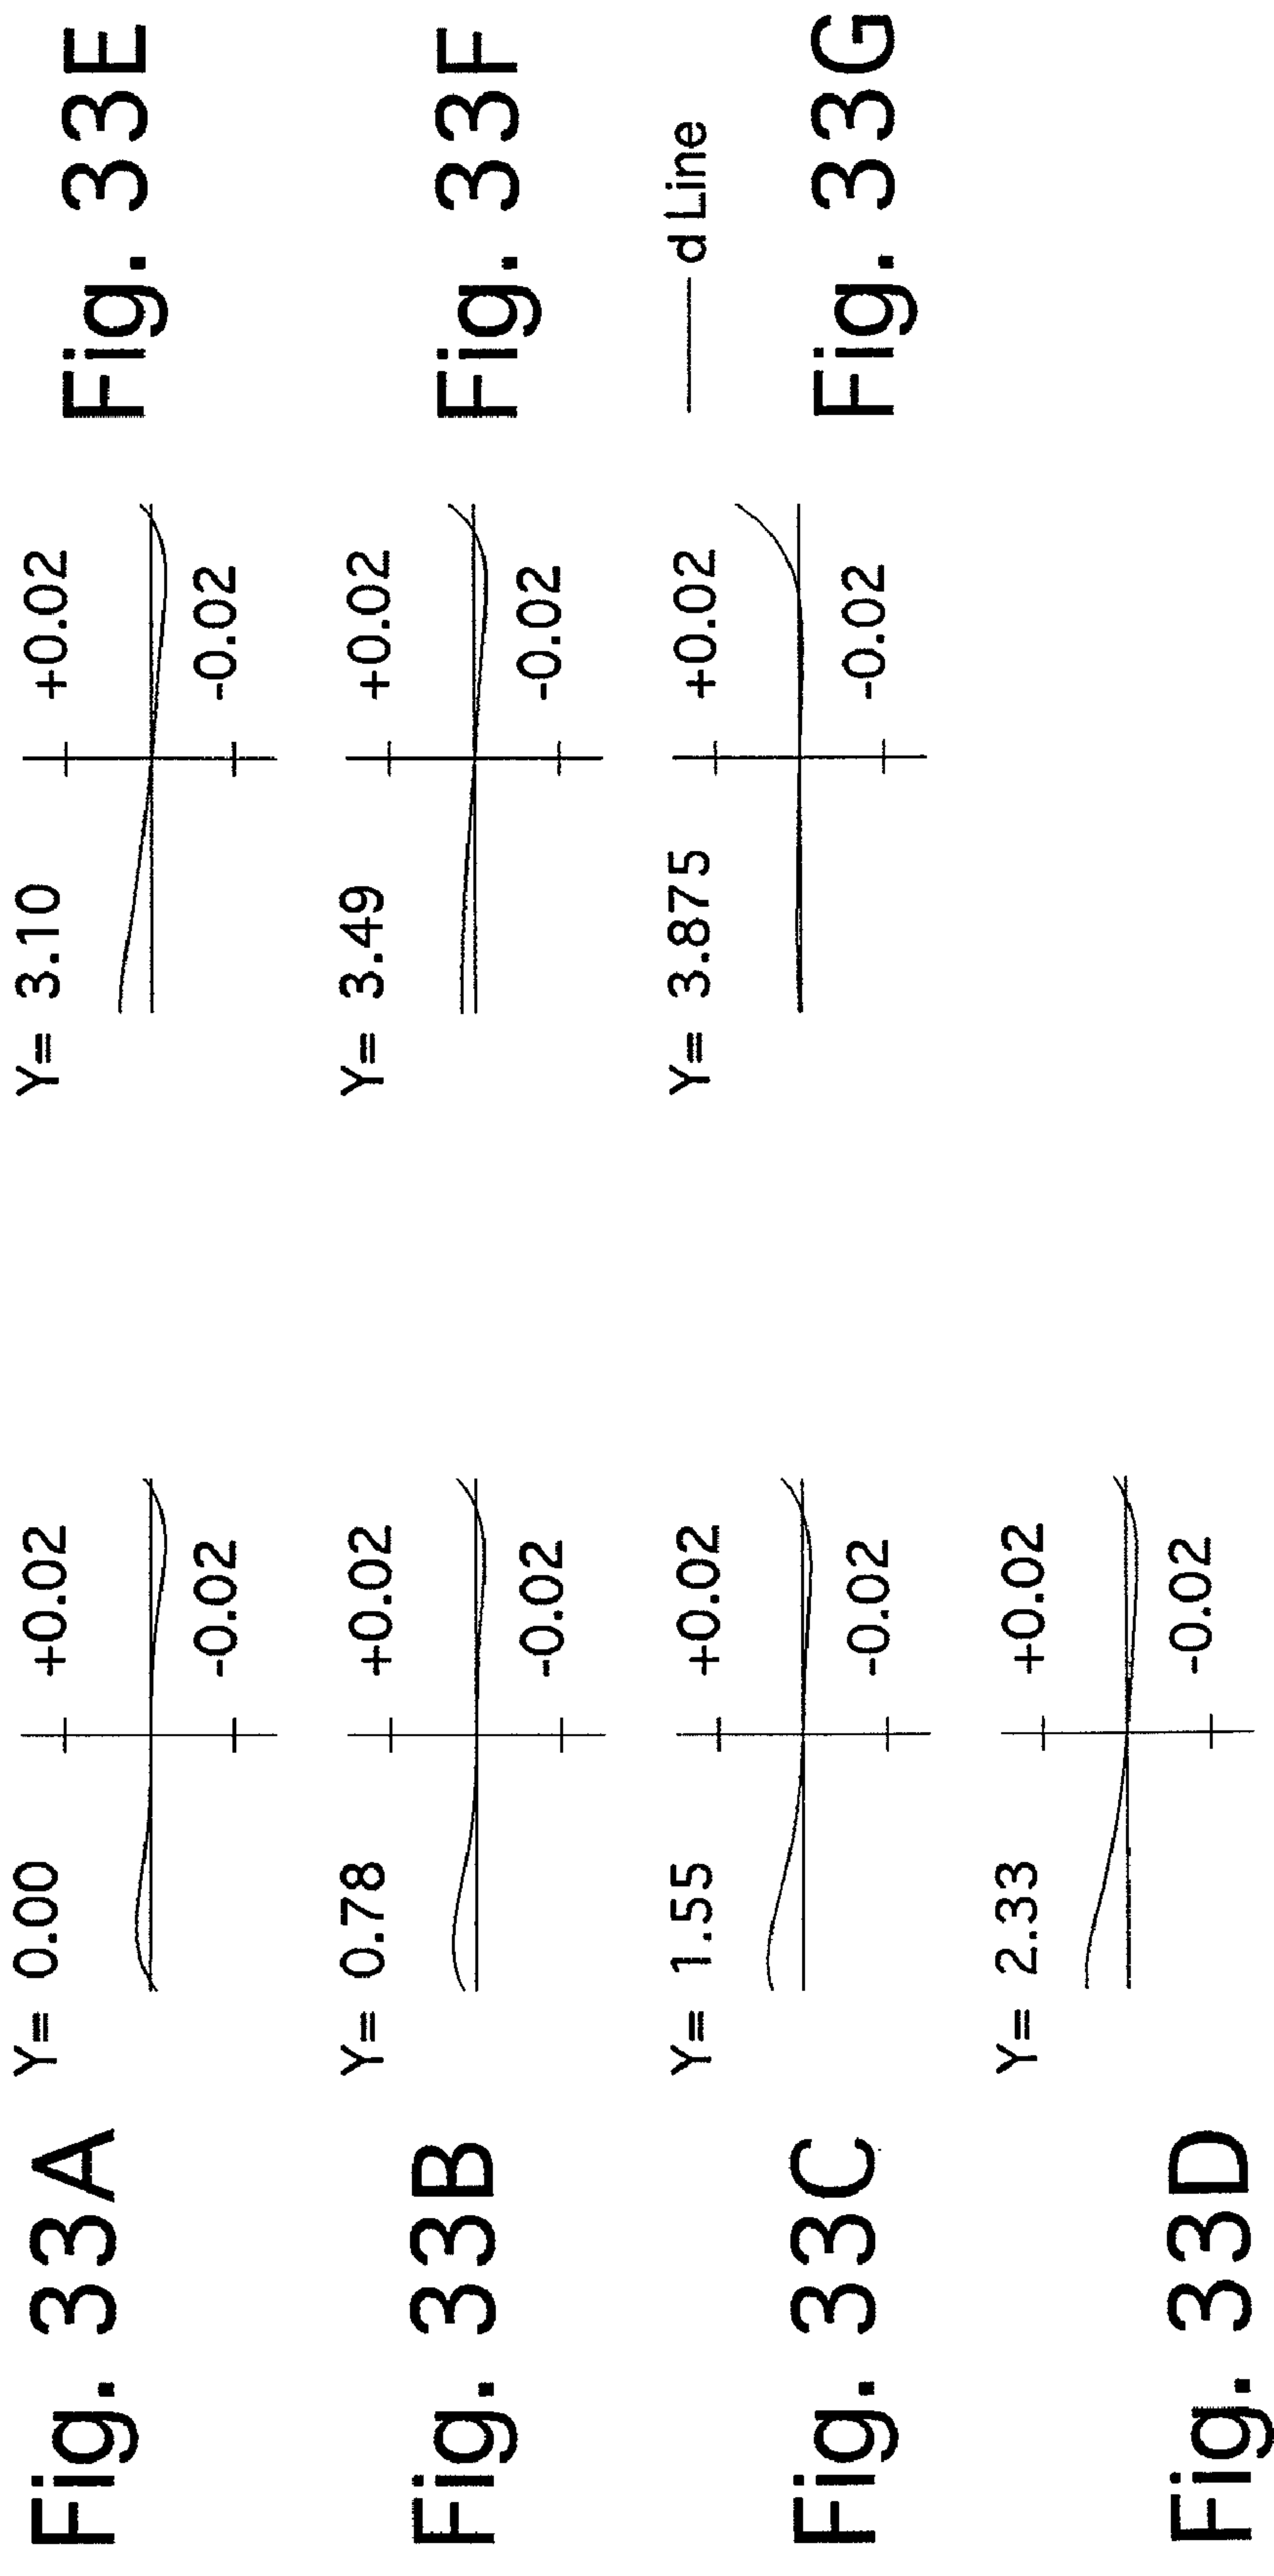 Fig. 33A
Y= 0.00
+0.02
-0.02
Fig. 33B
Y= 0.78
+0.02
-0.02
Fig. 33C
Y= 1.55
+0.02
-0.02
Fig. 33D
Y= 2.33
+0.02
-0.02
Y= 3.10
+0.02
-0.02
Fig. 33E
Y= 3.49
+0.02
-0.02
Fig. 33F
Y= 3.875
+0.02
-0.02
d Line
Fig. 33G